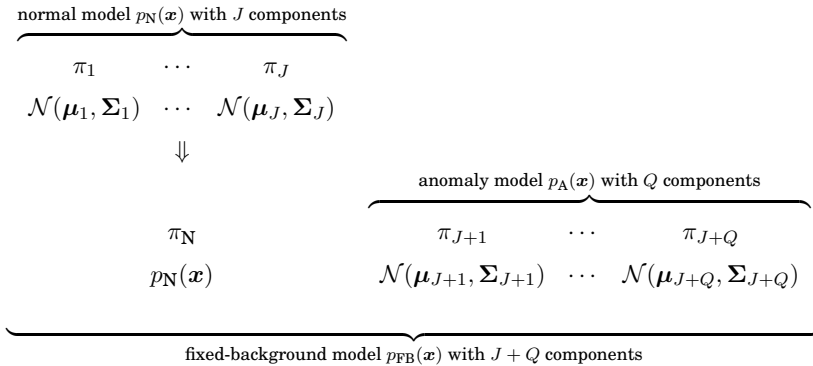 normal model p_N(x) with J components
π_1 ⋯ π_J
𝒩(μ_1, Σ_1) ⋯ 𝒩(μ_J, Σ_J)
⇓
anomaly model p_A(x) with Q components
π_N π_{J+1} ⋯ π_{J+Q}
p_N(x) 𝒩(μ_{J+1}, Σ_{J+1}) ⋯ 𝒩(μ_{J+Q}, Σ_{J+Q})
fixed-background model p_FB(x) with J + Q components